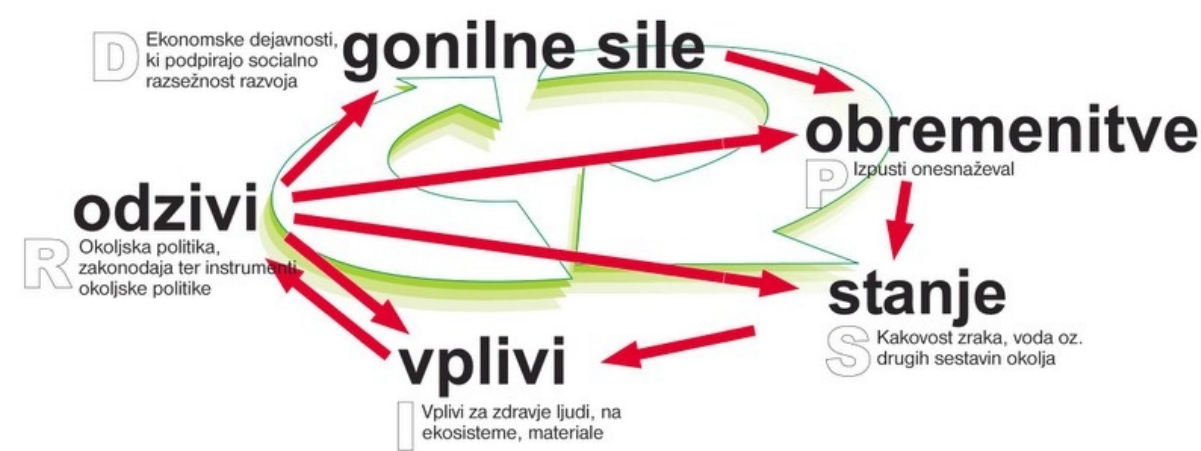 D
Ekonomske dejavnosti,
ki podpirajo socialno
razsežnost razvoja
gonilne sile
obremenitve
P
Izpusti onesnaževal
odzivi
R
Okoljska politika,
zakonodaja ter instrumenti
okoljske politike
stanje
S
Kakovost zraka, voda oz.
drugih sestavin okolja
vplivi
I
Vplivi za zdravje ljudi, na
ekosisteme, materiale